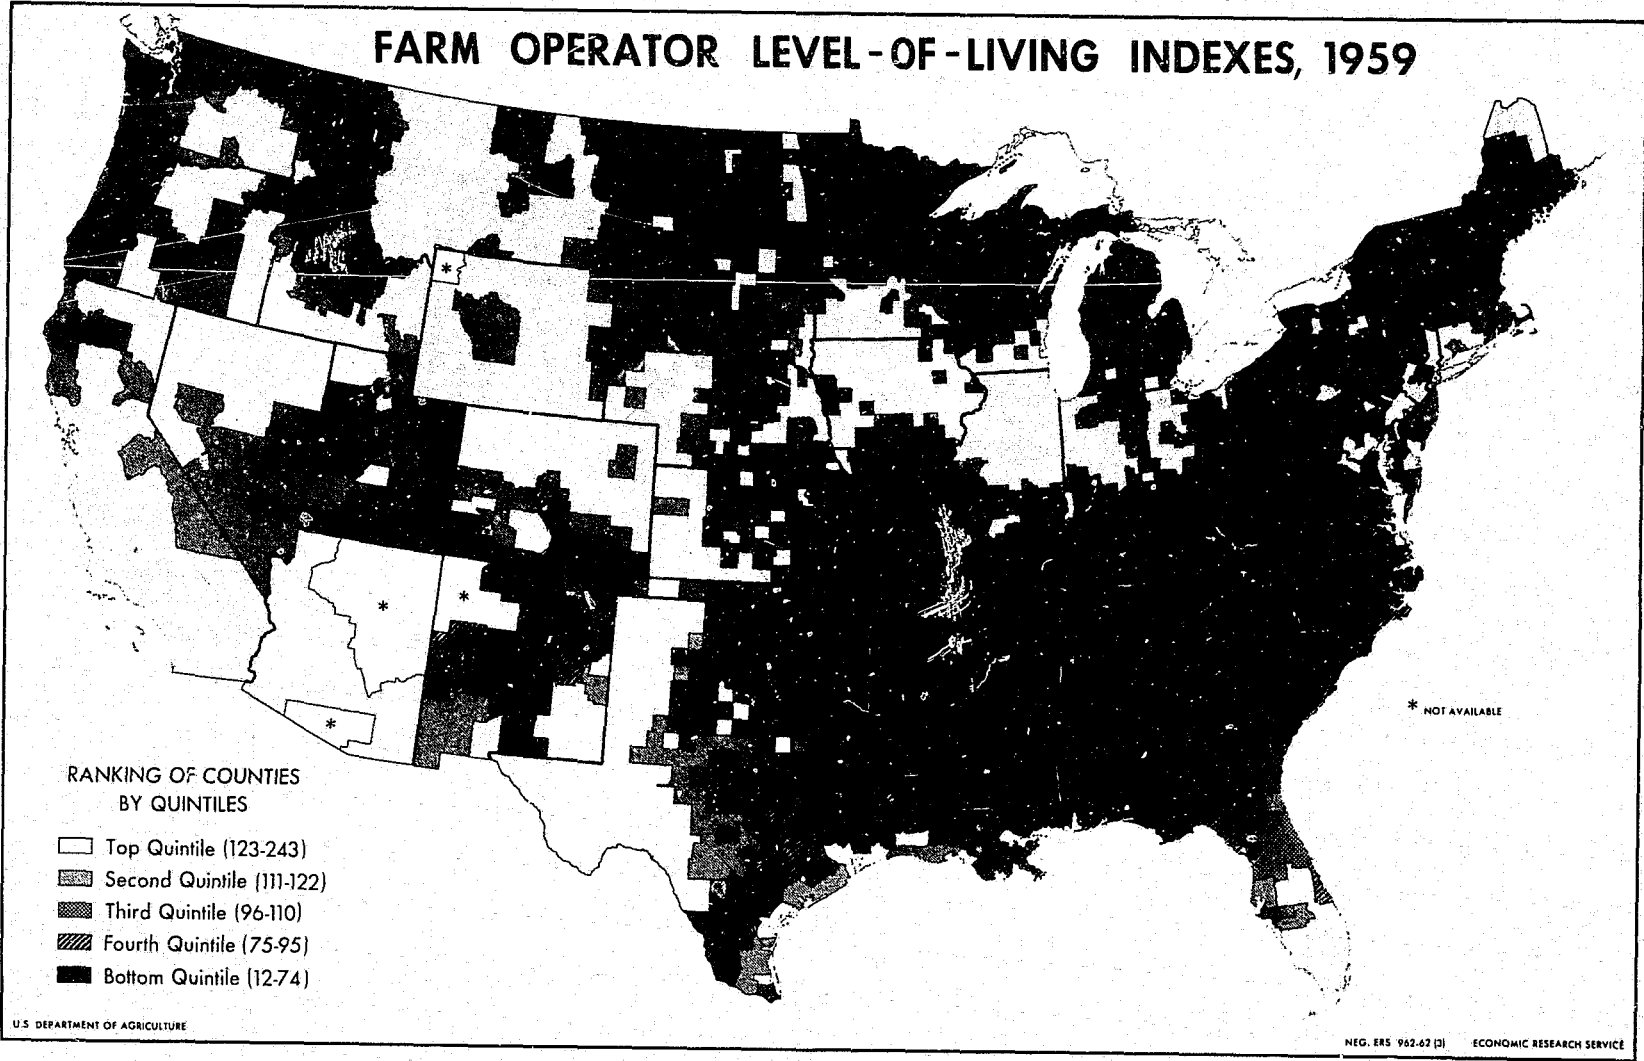 FARM OPERATOR LEVEL-OF-LIVING INDEXES, 1959
*
*
*
*
* NOT AVAILABLE
RANKING OF COUNTIES
BY QUINTILES
Top Quintile (123-243)
Second Quintile (111-122)
Third Quintile (96-110)
Fourth Quintile (75-95)
Bottom Quintile (12-74)
U.S. DEPARTMENT OF AGRICULTURE
NEG. ERS 962-62 (3) ECONOMIC RESEARCH SERVICE